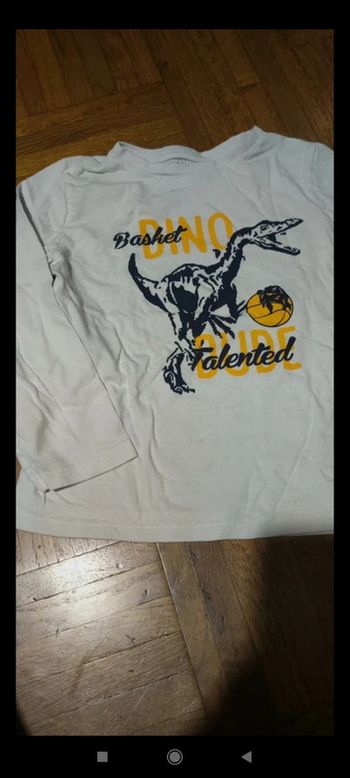 DINO
Basket
Talented
DUDE